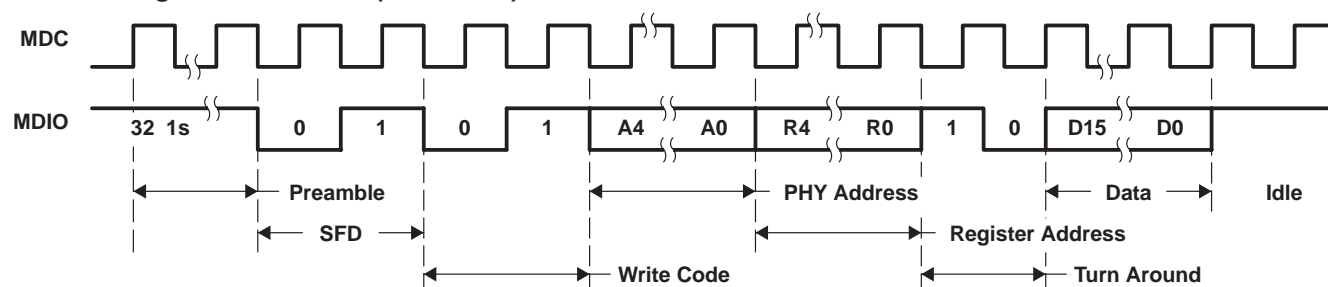 MDC
MDIO
32 1s 0 1 0 1 A4 A0 R4 R0 1 0 D15 D0
Preamble PHY Address Data Idle
SFD Register Address
Write Code Turn Around